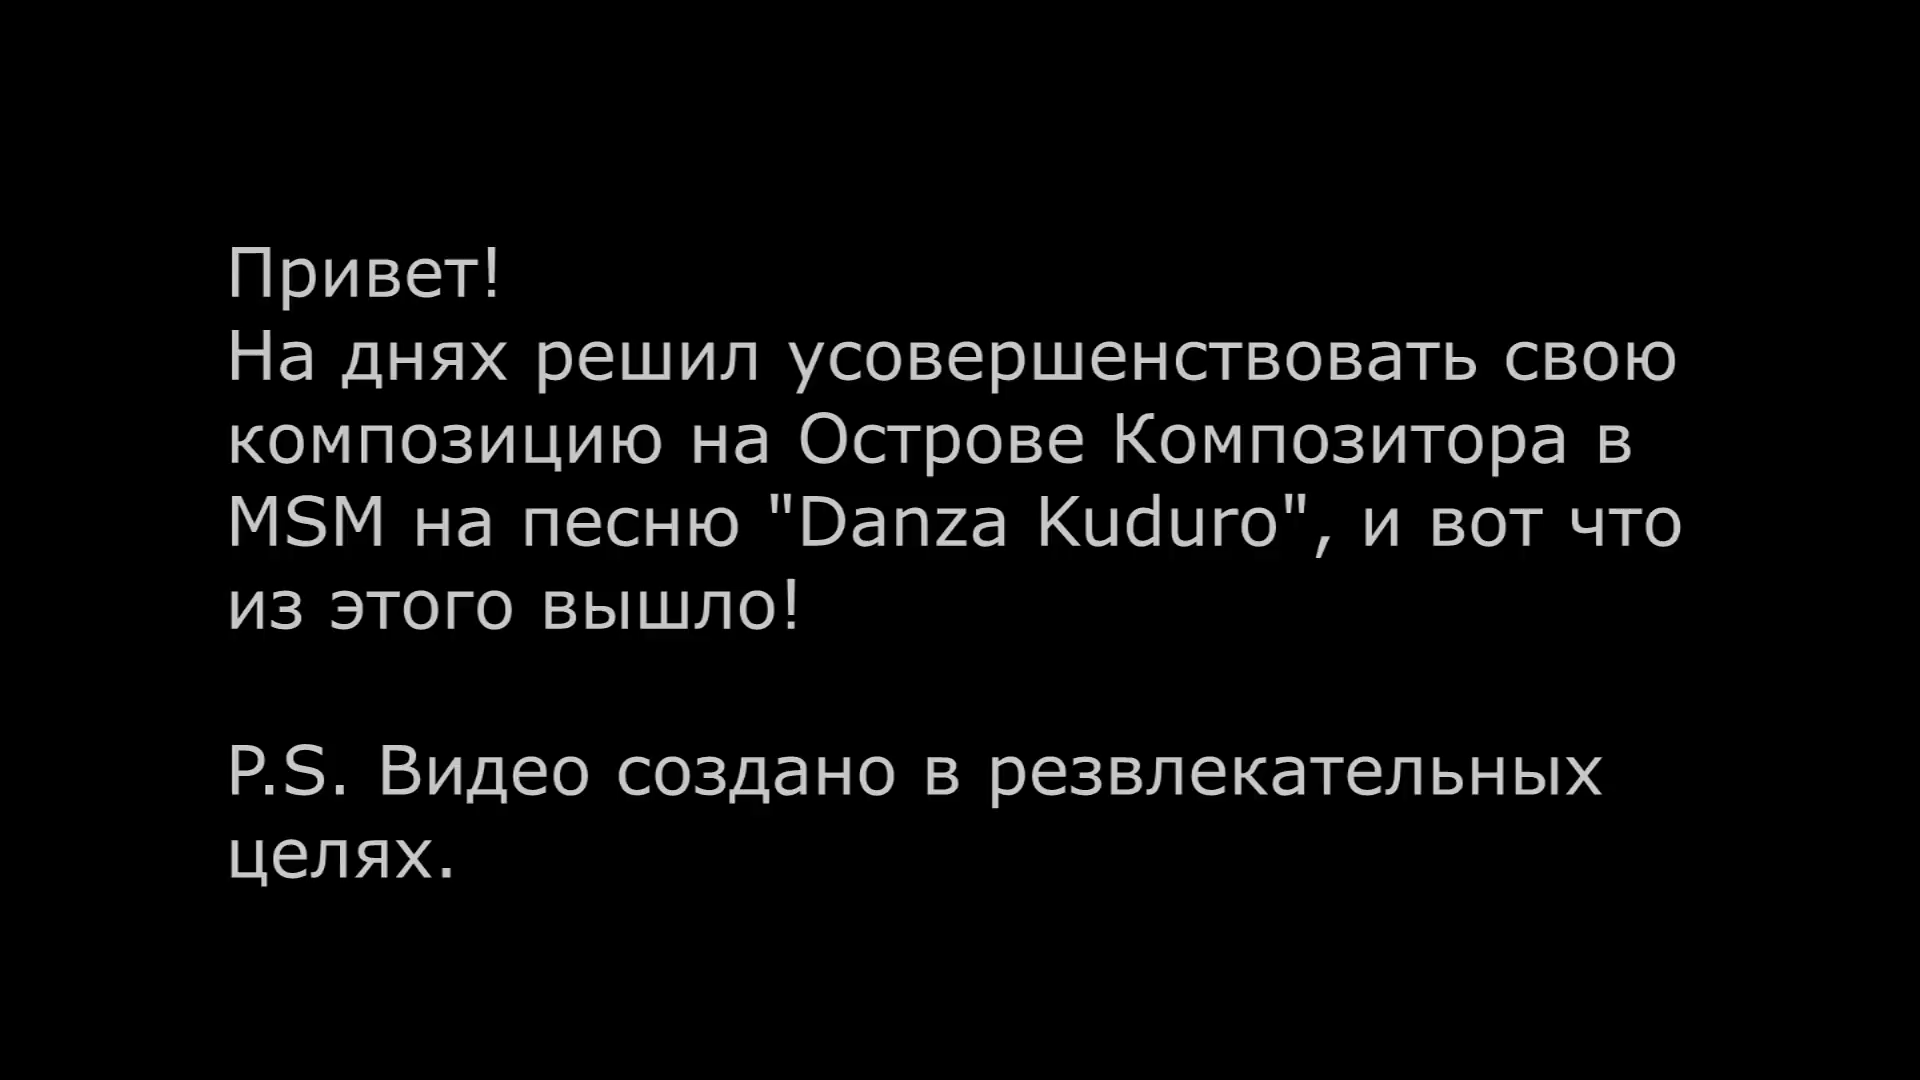 Привет!
На днях решил усовершенствовать свою
композицию на Острове Композитора в
MSM на песню "Danza Kuduro", и вот что
из этого вышло!
P.S. Видео создано в резвлекательных
целях.